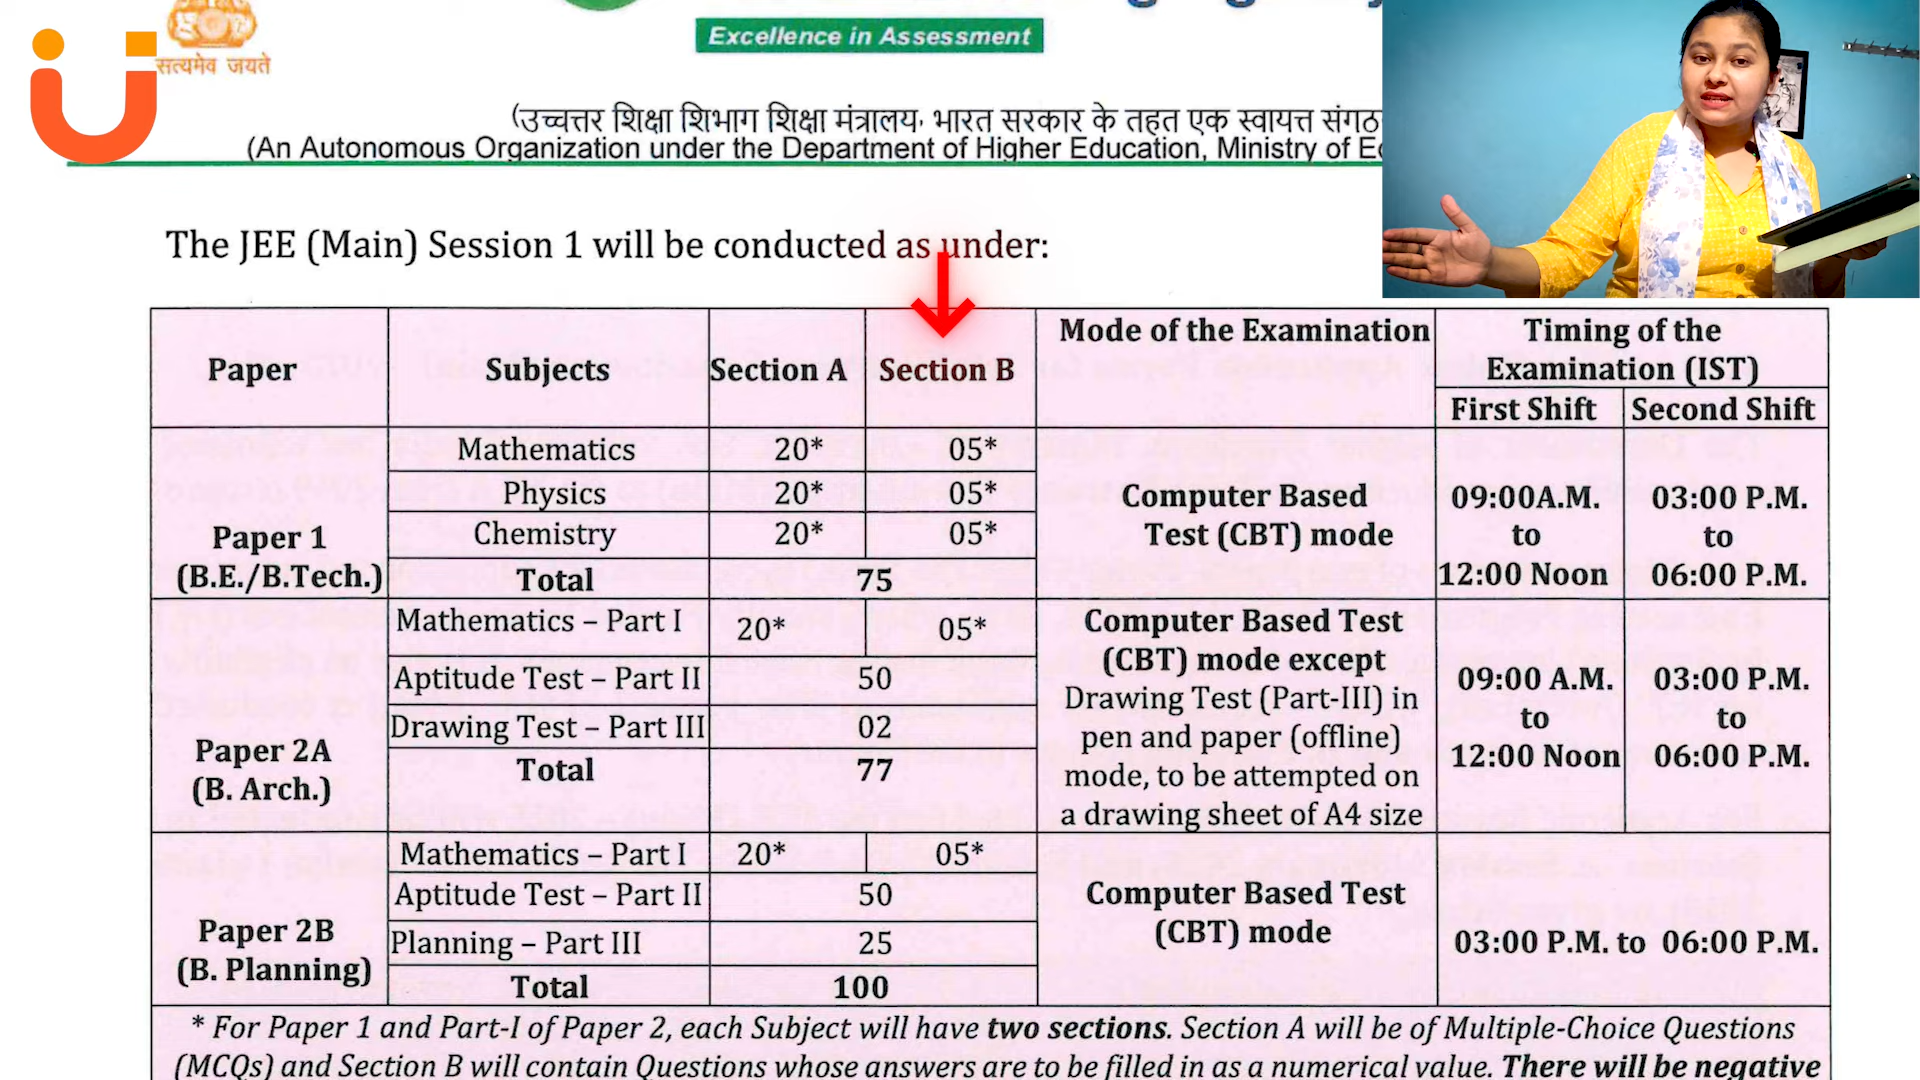 Excellence in Assessment
सत्यमेव जयते
(उच्चत्तर शिक्षा शिभाग शिक्षा मंत्रालय, भारत सरकार के तहत एक स्वायत्त संगठ
(An Autonomous Organization under the Department of Higher Education, Ministry of Ed
The JEE (Main) Session 1 will be conducted as under:
Paper Subjects Section A Section B Mode of the Examination Timing of the
Examination (IST)
First Shift Second Shift
Mathematics 20* 05*
Physics 20* 05*
Chemistry 20* 05*
Total 75
Paper 1
(B.E./B.Tech.)
Computer Based
Test (CBT) mode
09:00A.M.
to
12:00 Noon
03:00 P.M.
to
06:00 P.M.
Mathematics – Part I 20* 05*
Aptitude Test – Part II 50
Drawing Test – Part III 02
Total 77
Paper 2A
(B. Arch.)
Computer Based Test
(CBT) mode except
Drawing Test (Part-III) in
pen and paper (offline)
mode, to be attempted on
a drawing sheet of A4 size
09:00 A.M.
to
12:00 Noon
03:00 P.M.
to
06:00 P.M.
Mathematics – Part I 20* 05*
Aptitude Test – Part II 50
Planning – Part III 25
Total 100
Paper 2B
(B. Planning)
Computer Based Test
(CBT) mode
03:00 P.M. to 06:00 P.M.
* For Paper 1 and Part-I of Paper 2, each Subject will have two sections. Section A will be of Multiple-Choice Questions
(MCQs) and Section B will contain Questions whose answers are to be filled in as a numerical value. There will be negative